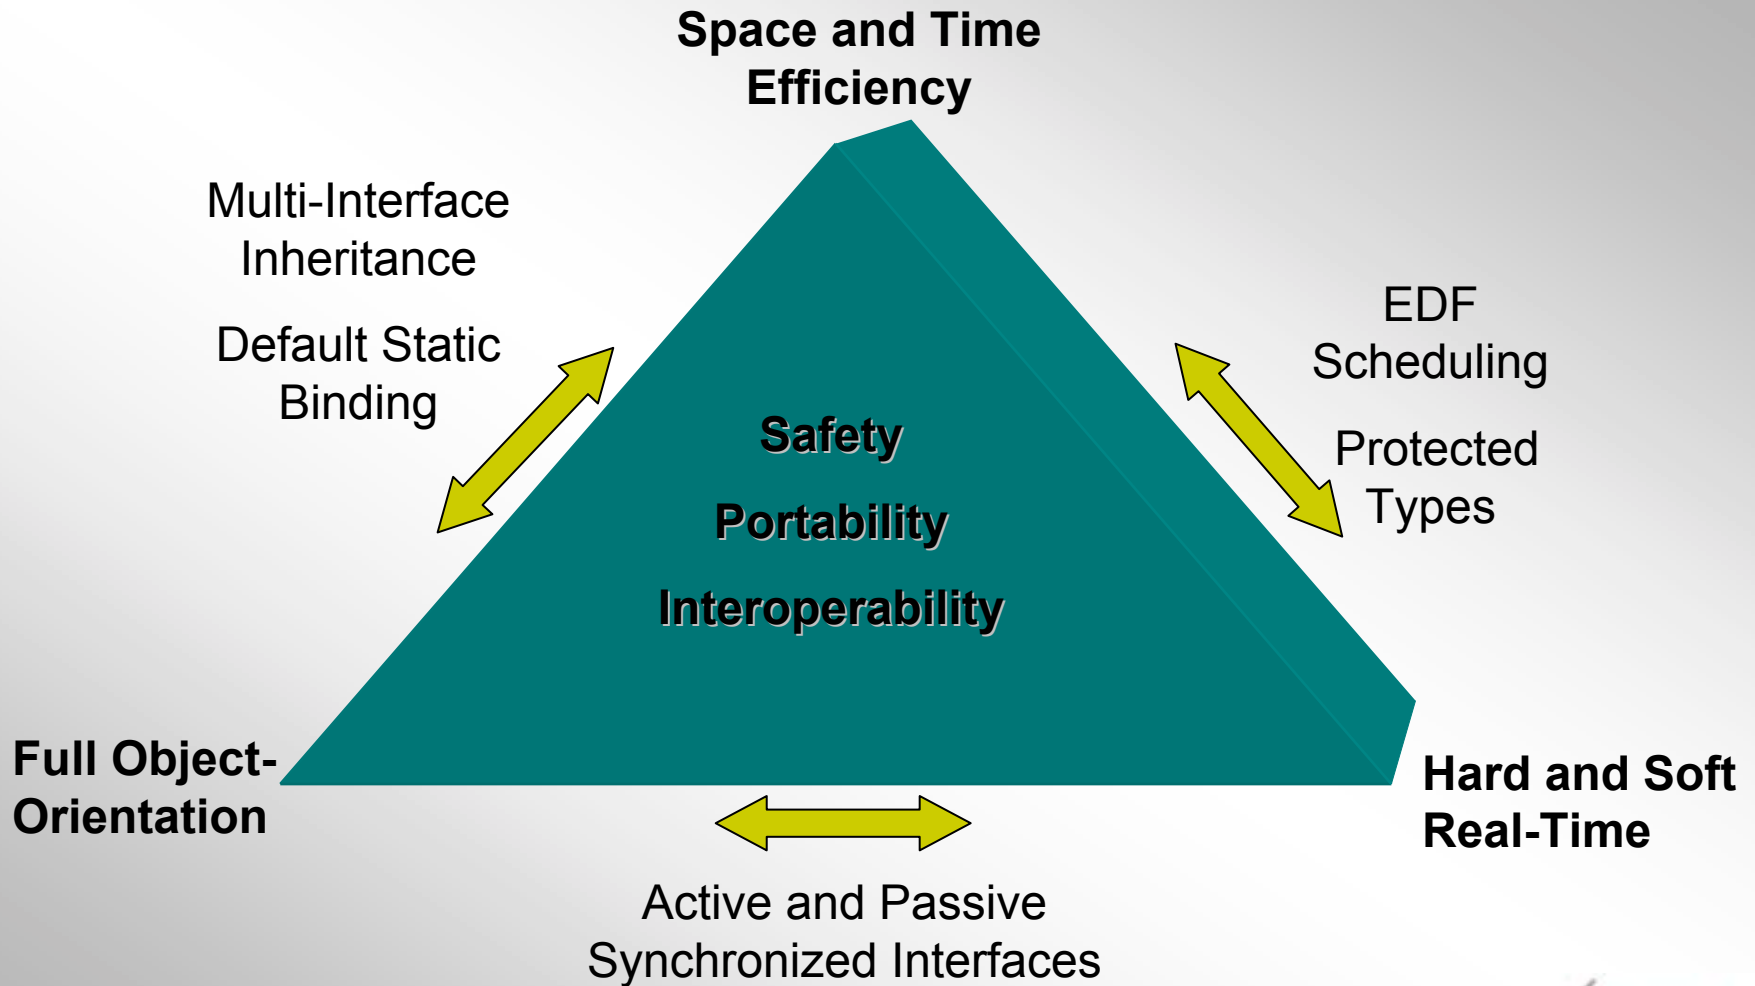 Space and Time
Efficiency
Multi-Interface
Inheritance
Default Static
Binding
EDF
Scheduling
Protected
Types
Safety
Portability
Interoperability
Full Object-
Orientation
Hard and Soft
Real-Time
Active and Passive
Synchronized Interfaces